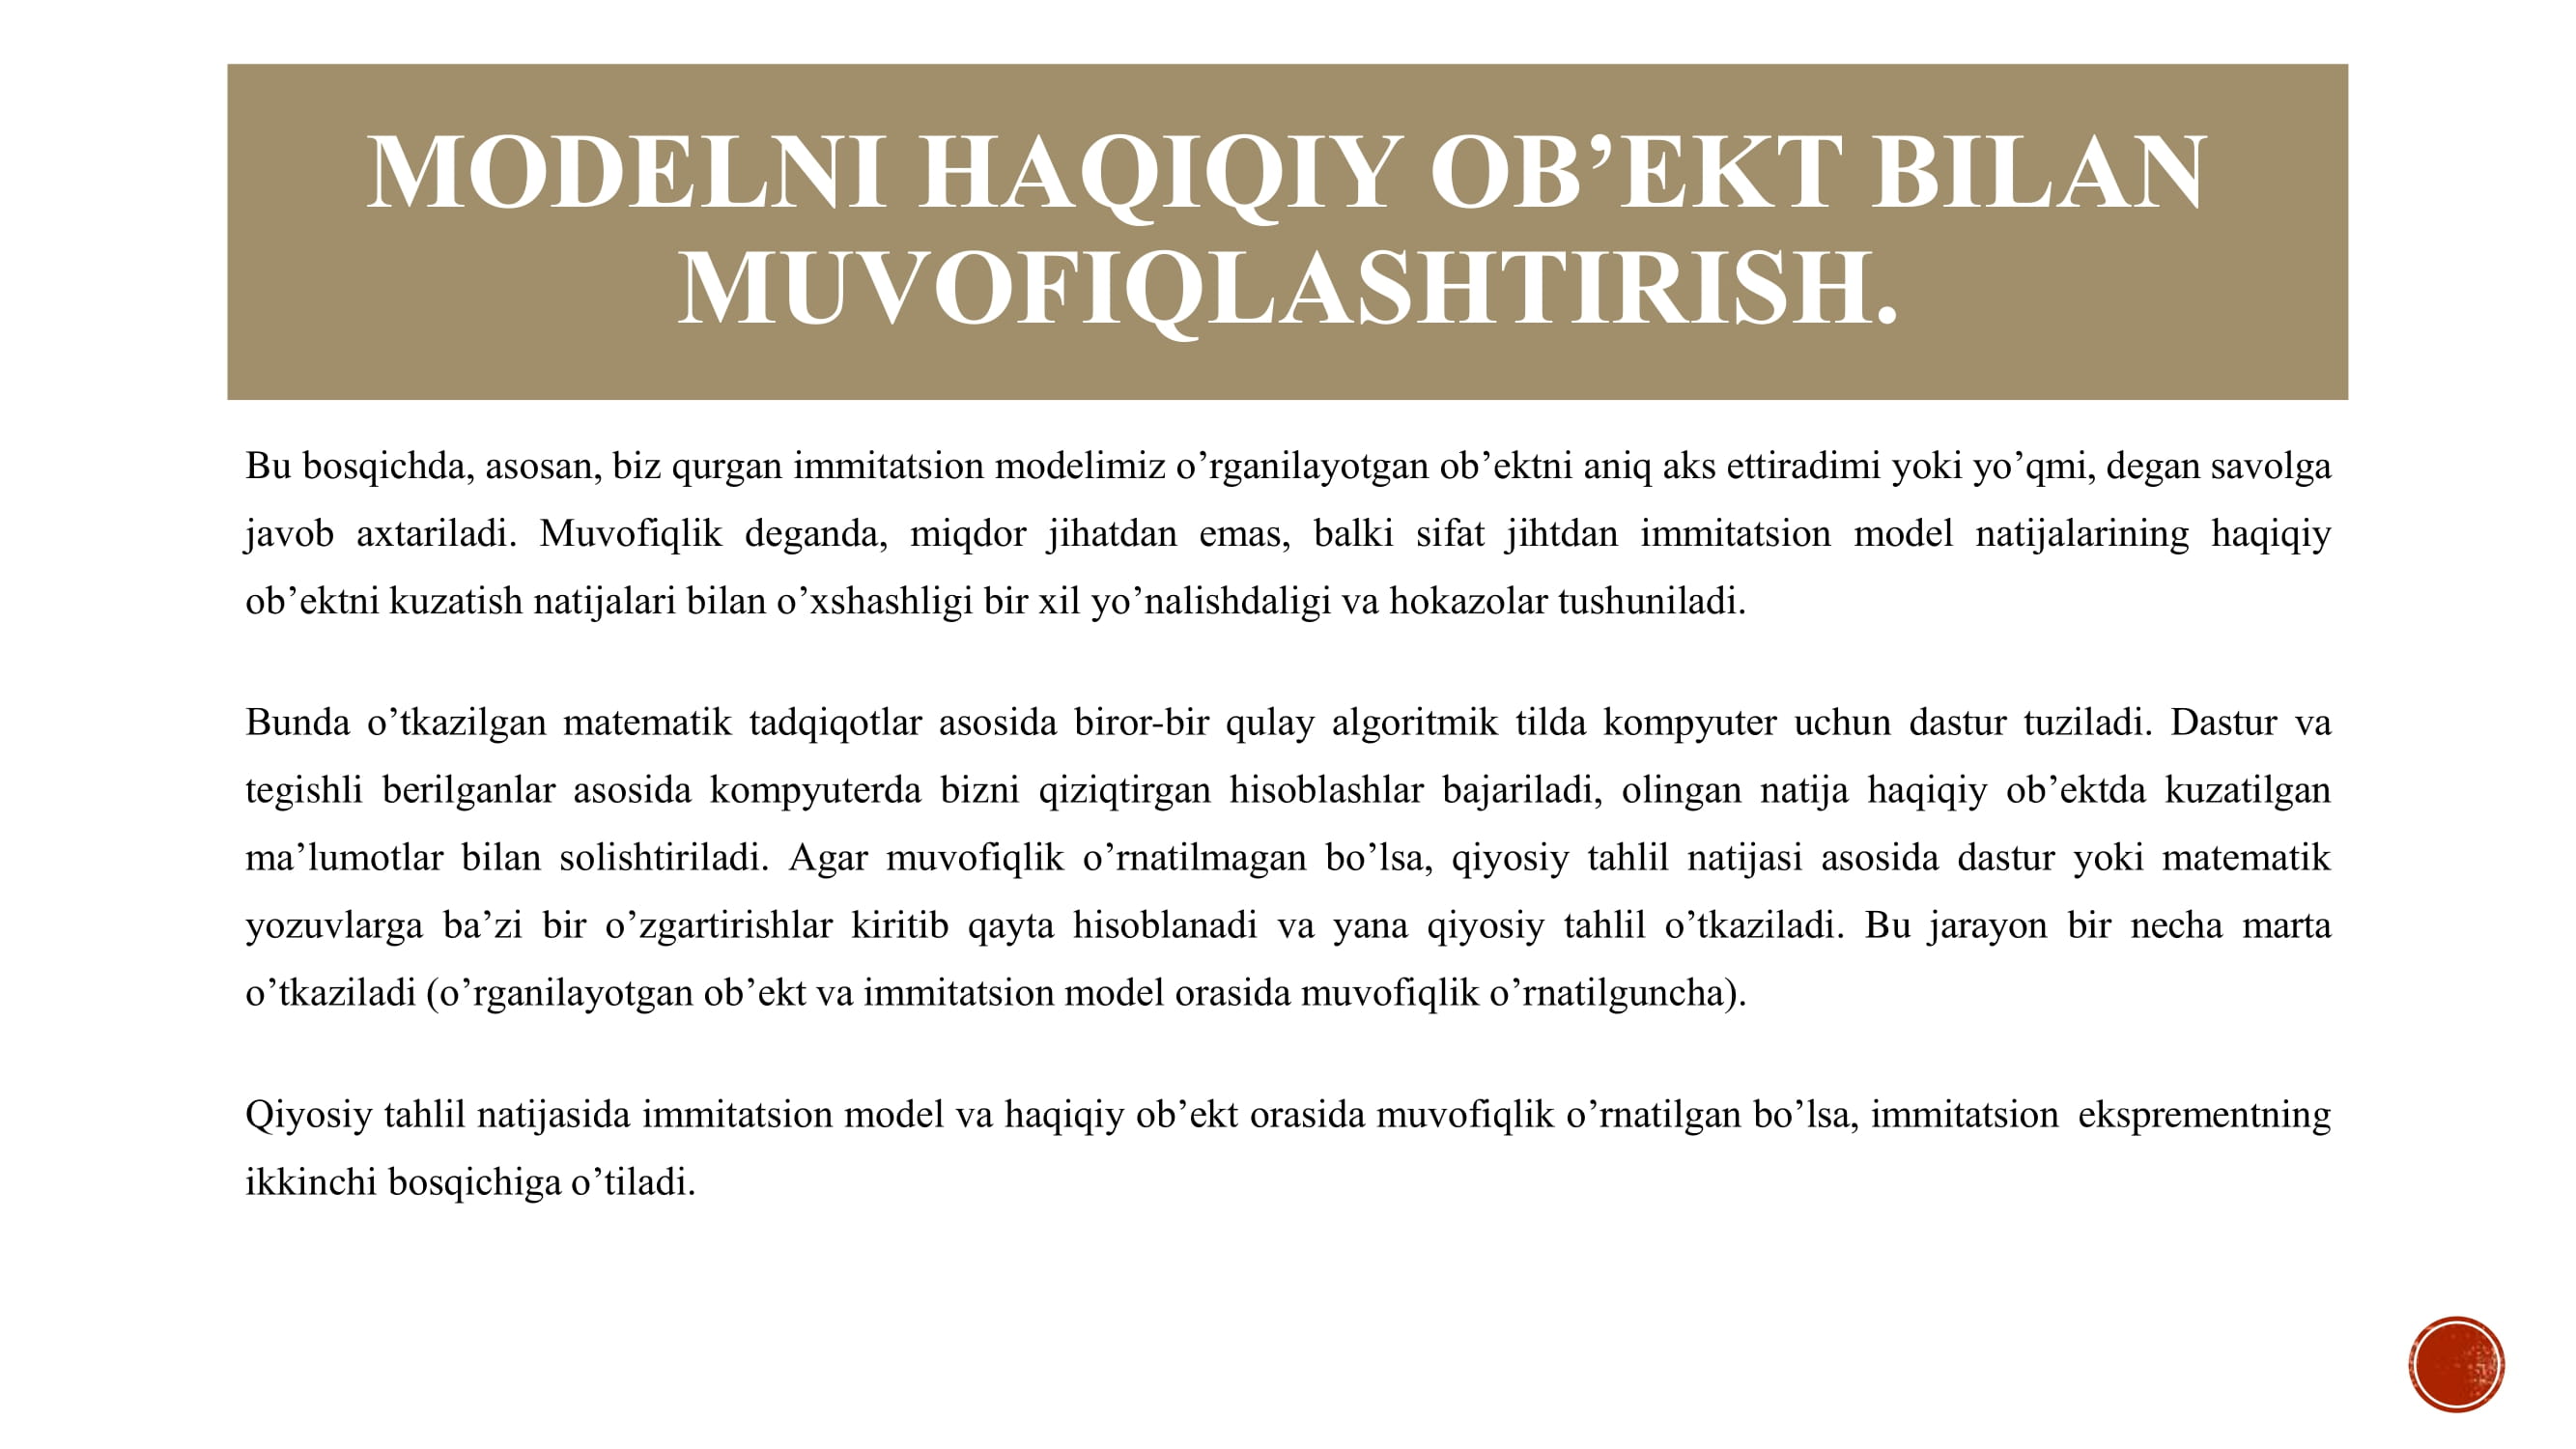 MODELNI HAQIQIY OB’EKT BILAN
MUVOFIQLASHTIRISH.
Bu bosqichda, asosan, biz qurgan immitatsion modelimiz o’rganilayotgan ob’ektni aniq aks ettiradimi yoki yo’qmi, degan savolga
javob axtariladi. Muvofiqlik deganda, miqdor jihatdan emas, balki sifat jihtdan immitatsion model natijalarining haqiqiy
ob’ektni kuzatish natijalari bilan o’xshashligi bir xil yo’nalishdaligi va hokazolar tushuniladi.
Bunda o’tkazilgan matematik tadqiqotlar asosida biror-bir qulay algoritmik tilda kompyuter uchun dastur tuziladi. Dastur va
tegishli berilganlar asosida kompyuterda bizni qiziqtirgan hisoblashlar bajariladi, olingan natija haqiqiy ob’ektda kuzatilgan
ma’lumotlar bilan solishtiriladi. Agar muvofiqlik o’rnatilmagan bo’lsa, qiyosiy tahlil natijasi asosida dastur yoki matematik
yozuvlarga ba’zi bir o’zgartirishlar kiritib qayta hisoblanadi va yana qiyosiy tahlil o’tkaziladi. Bu jarayon bir necha marta
o’tkaziladi (o’rganilayotgan ob’ekt va immitatsion model orasida muvofiqlik o’rnatilguncha).
Qiyosiy tahlil natijasida immitatsion model va haqiqiy ob’ekt orasida muvofiqlik o’rnatilgan bo’lsa, immitatsion eksprementning
ikkinchi bosqichiga o’tiladi.